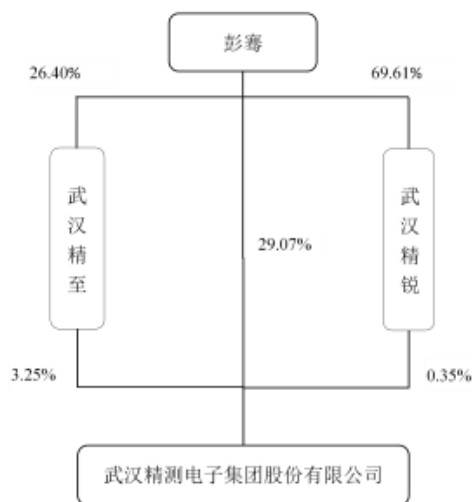 彭骞
26.40%
69.61%
武汉精至
29.07%
武汉精锐
3.25%
0.35%
武汉精测电子集团股份有限公司